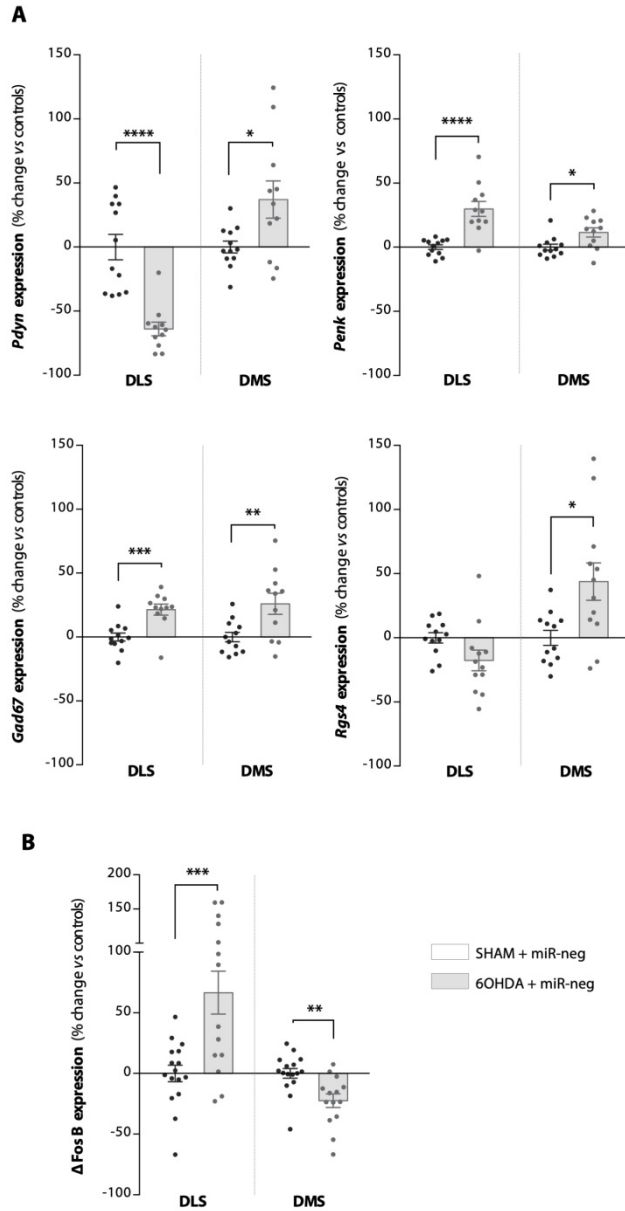 A
Pdyn expression (% change vs controls)
150
100
50
0
-50
-100
****
*
DLS
DMS
Penk expression (% change vs controls)
150
100
50
0
-50
-100
****
*
DLS
DMS
Gad67 expression (% change vs controls)
150
100
50
0
-50
-100
***
**
DLS
DMS
Rgs4 expression (% change vs controls)
150
100
50
0
-50
-100
*
DLS
DMS
B
ΔFos B expression (% change vs controls)
200
150
100
50
0
-50
-100
***
**
DLS
DMS
SHAM + miR-neg
6OHDA + miR-neg